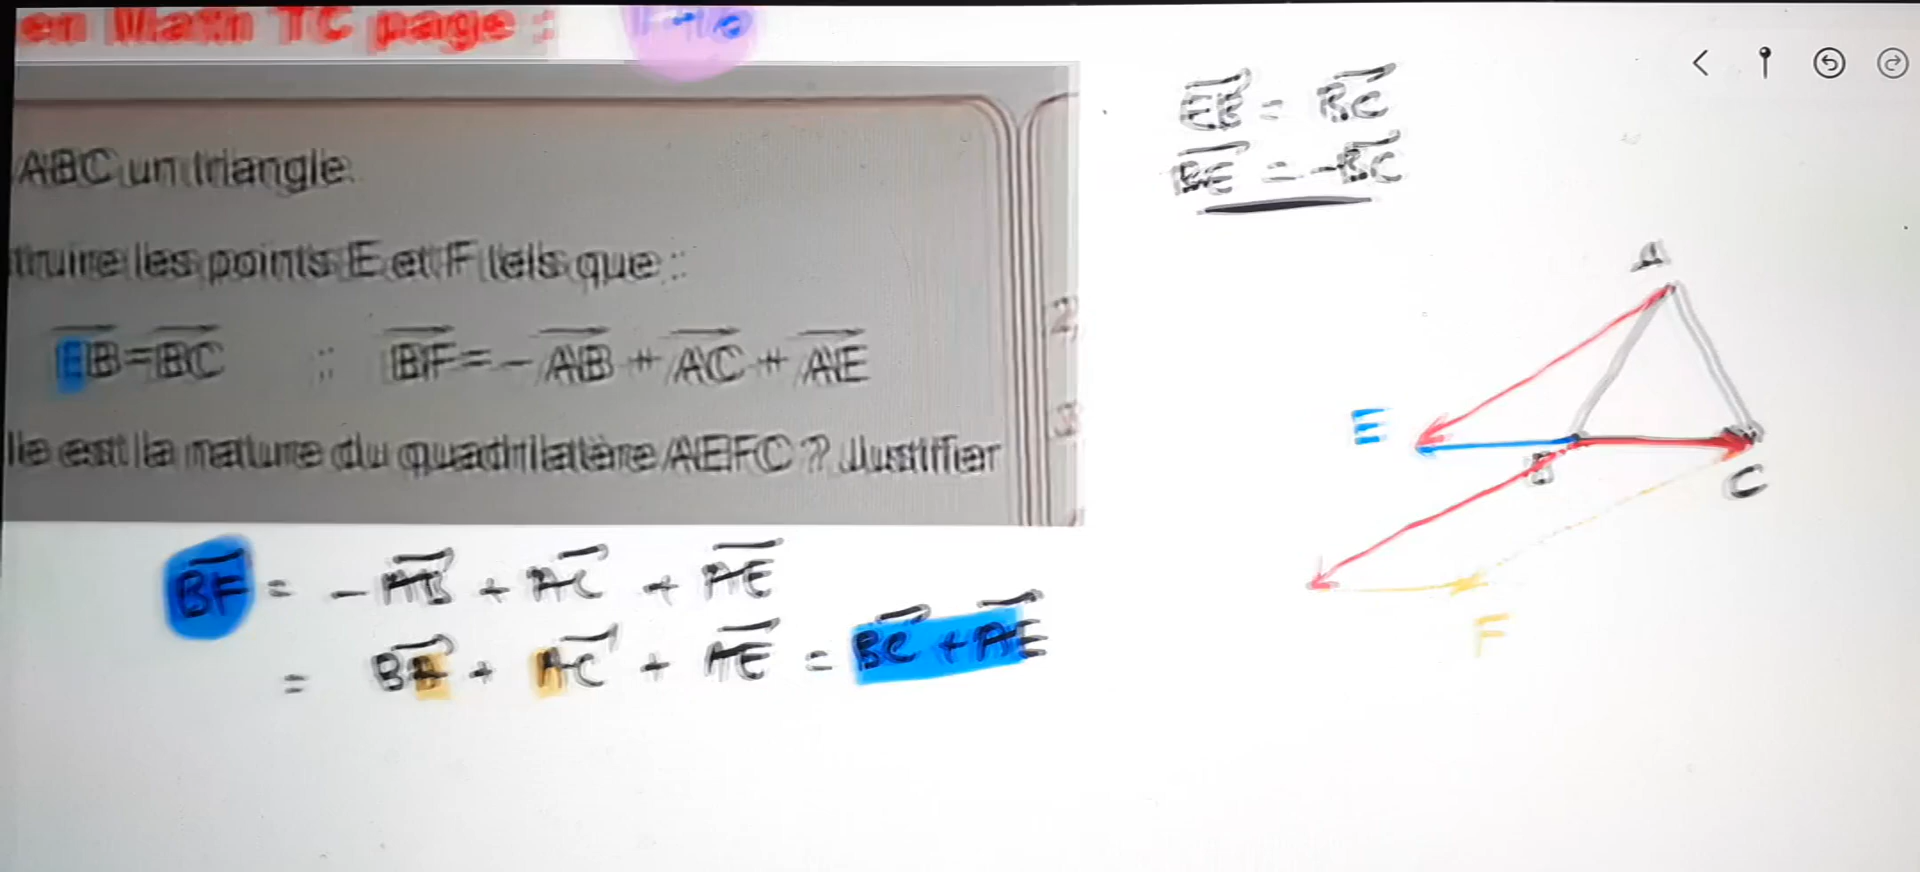 en Math TC page :
ABC un triangle.
truire les points E et F tels que :
EB = BC ; BF = - AB + AC + AE
lle est la nature du quadrilatère AEFC ? Justifier
2)
BF = - AB + AC + AE
= BA + AC + AE = BC + AE
EB = BC
BE = -BC
A
E
B
C
F